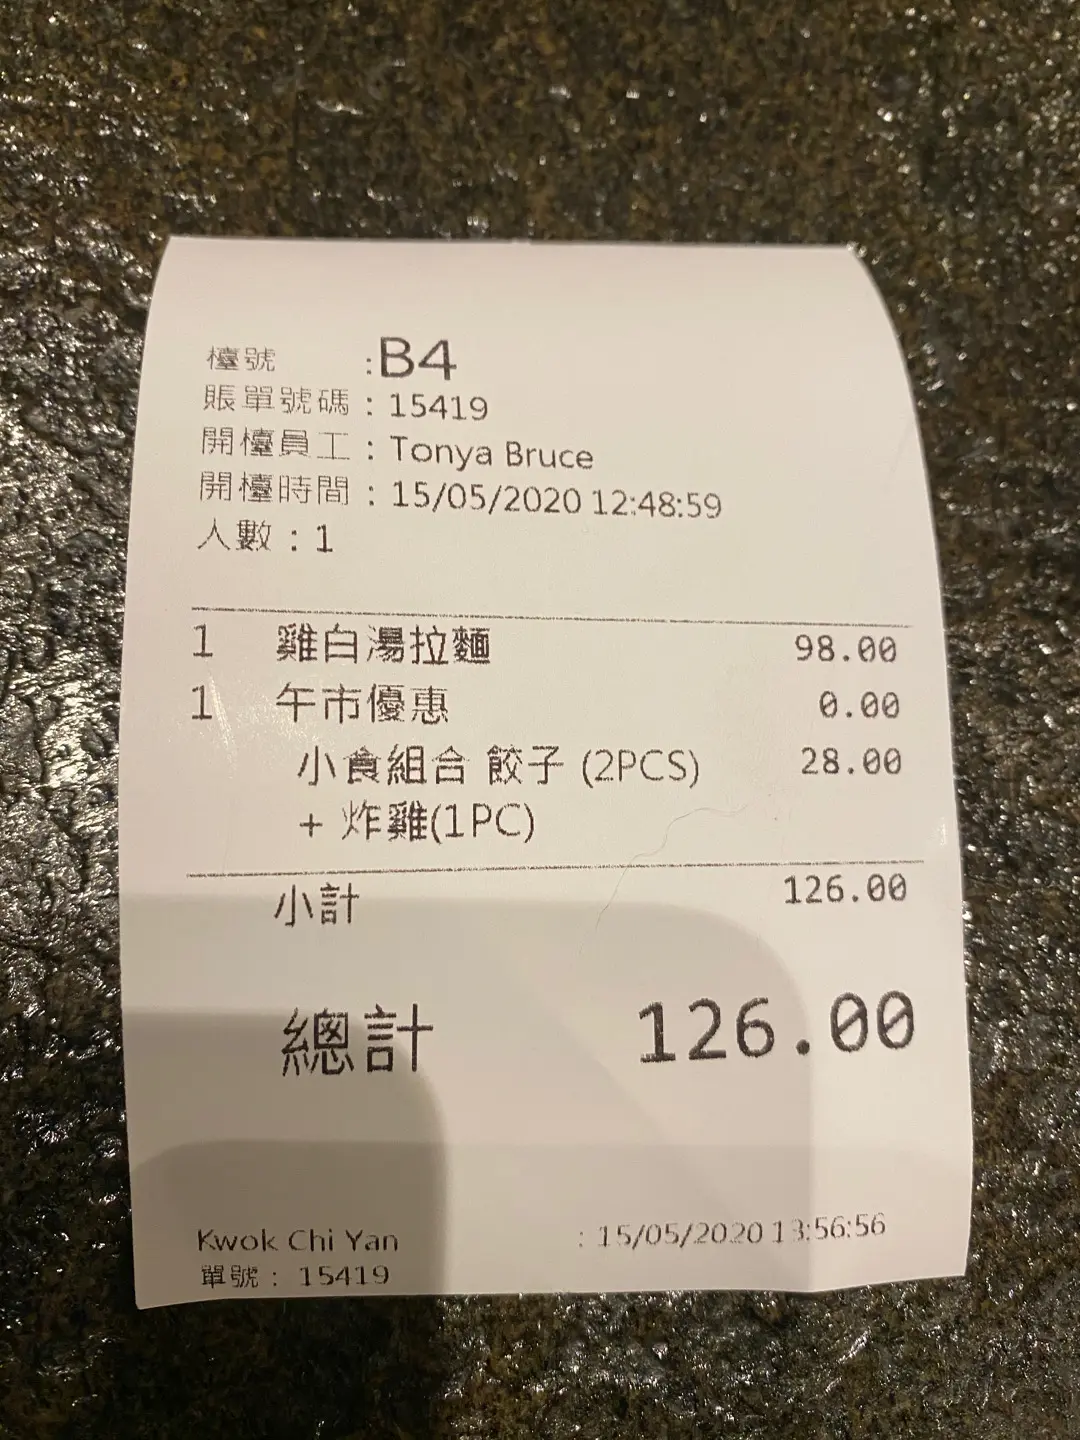 檯號 :B4
賬單號碼 : 15419
開檯員工 : Tonya Bruce
開檯時間 : 15/05/2020 12:48:59
人數 : 1
1 雞白湯拉麵 98.00
1 午市優惠 0.00
小食組合 餃子 (2PCS) 28.00
+ 炸雞(1PC)
小計 126.00
總計 126.00
Kwok Chi Yan : 15/05/2020 13:56:56
單號 : 15419